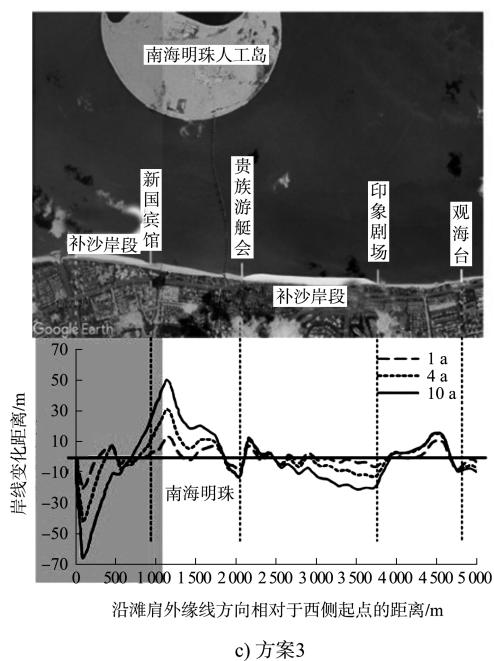 南海明珠人工岛
新国宾馆
贵族游艇会
印象剧场
观海台
补沙岸段
补沙岸段
Google Earth
70
50
30
10
-10
-30
-50
-70
岸线变化距离/m
1 a
4 a
10 a
南海明珠
0 500 1 000 1 500 2 000 2 500 3 000 3 500 4 000 4 500 5 000
沿滩肩外缘线方向相对于西侧起点的距离/m
c) 方案3